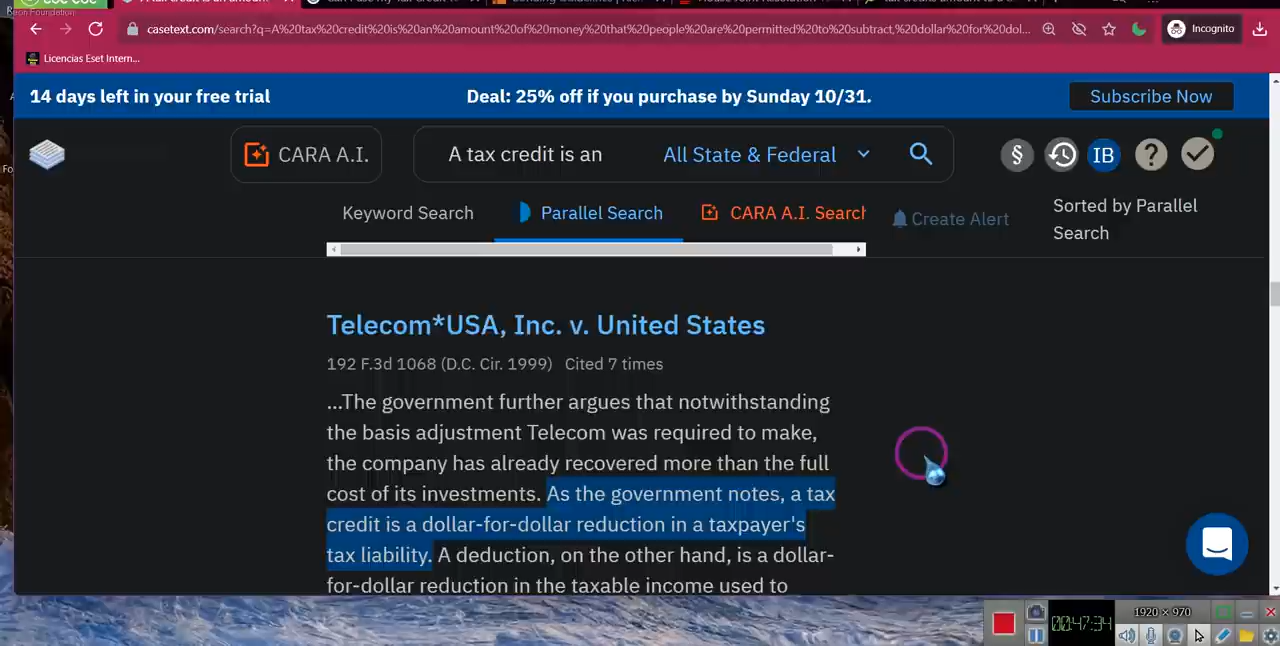 casetext.com/search?q=A%20tax%20credit%20is%20an%20amount%20of%20money%20that%20people%20are%20permitted%20to%20subtract,%20dollar%20for%20dol...
Incognito
Licencias Eset Intern...
14 days left in your free trial
Deal: 25% off if you purchase by Sunday 10/31.
Subscribe Now
CARA A.I.
A tax credit is an
All State & Federal
§
IB
?
Keyword Search
Parallel Search
CARA A.I. Search
Create Alert
Sorted by Parallel
Search
Telecom*USA, Inc. v. United States
192 F.3d 1068 (D.C. Cir. 1999) Cited 7 times
...The government further argues that notwithstanding
the basis adjustment Telecom was required to make,
the company has already recovered more than the full
cost of its investments. As the government notes, a tax
credit is a dollar-for-dollar reduction in a taxpayer's
tax liability. A deduction, on the other hand, is a dollar-
for-dollar reduction in the taxable income used to
1920 × 970
00:47:34